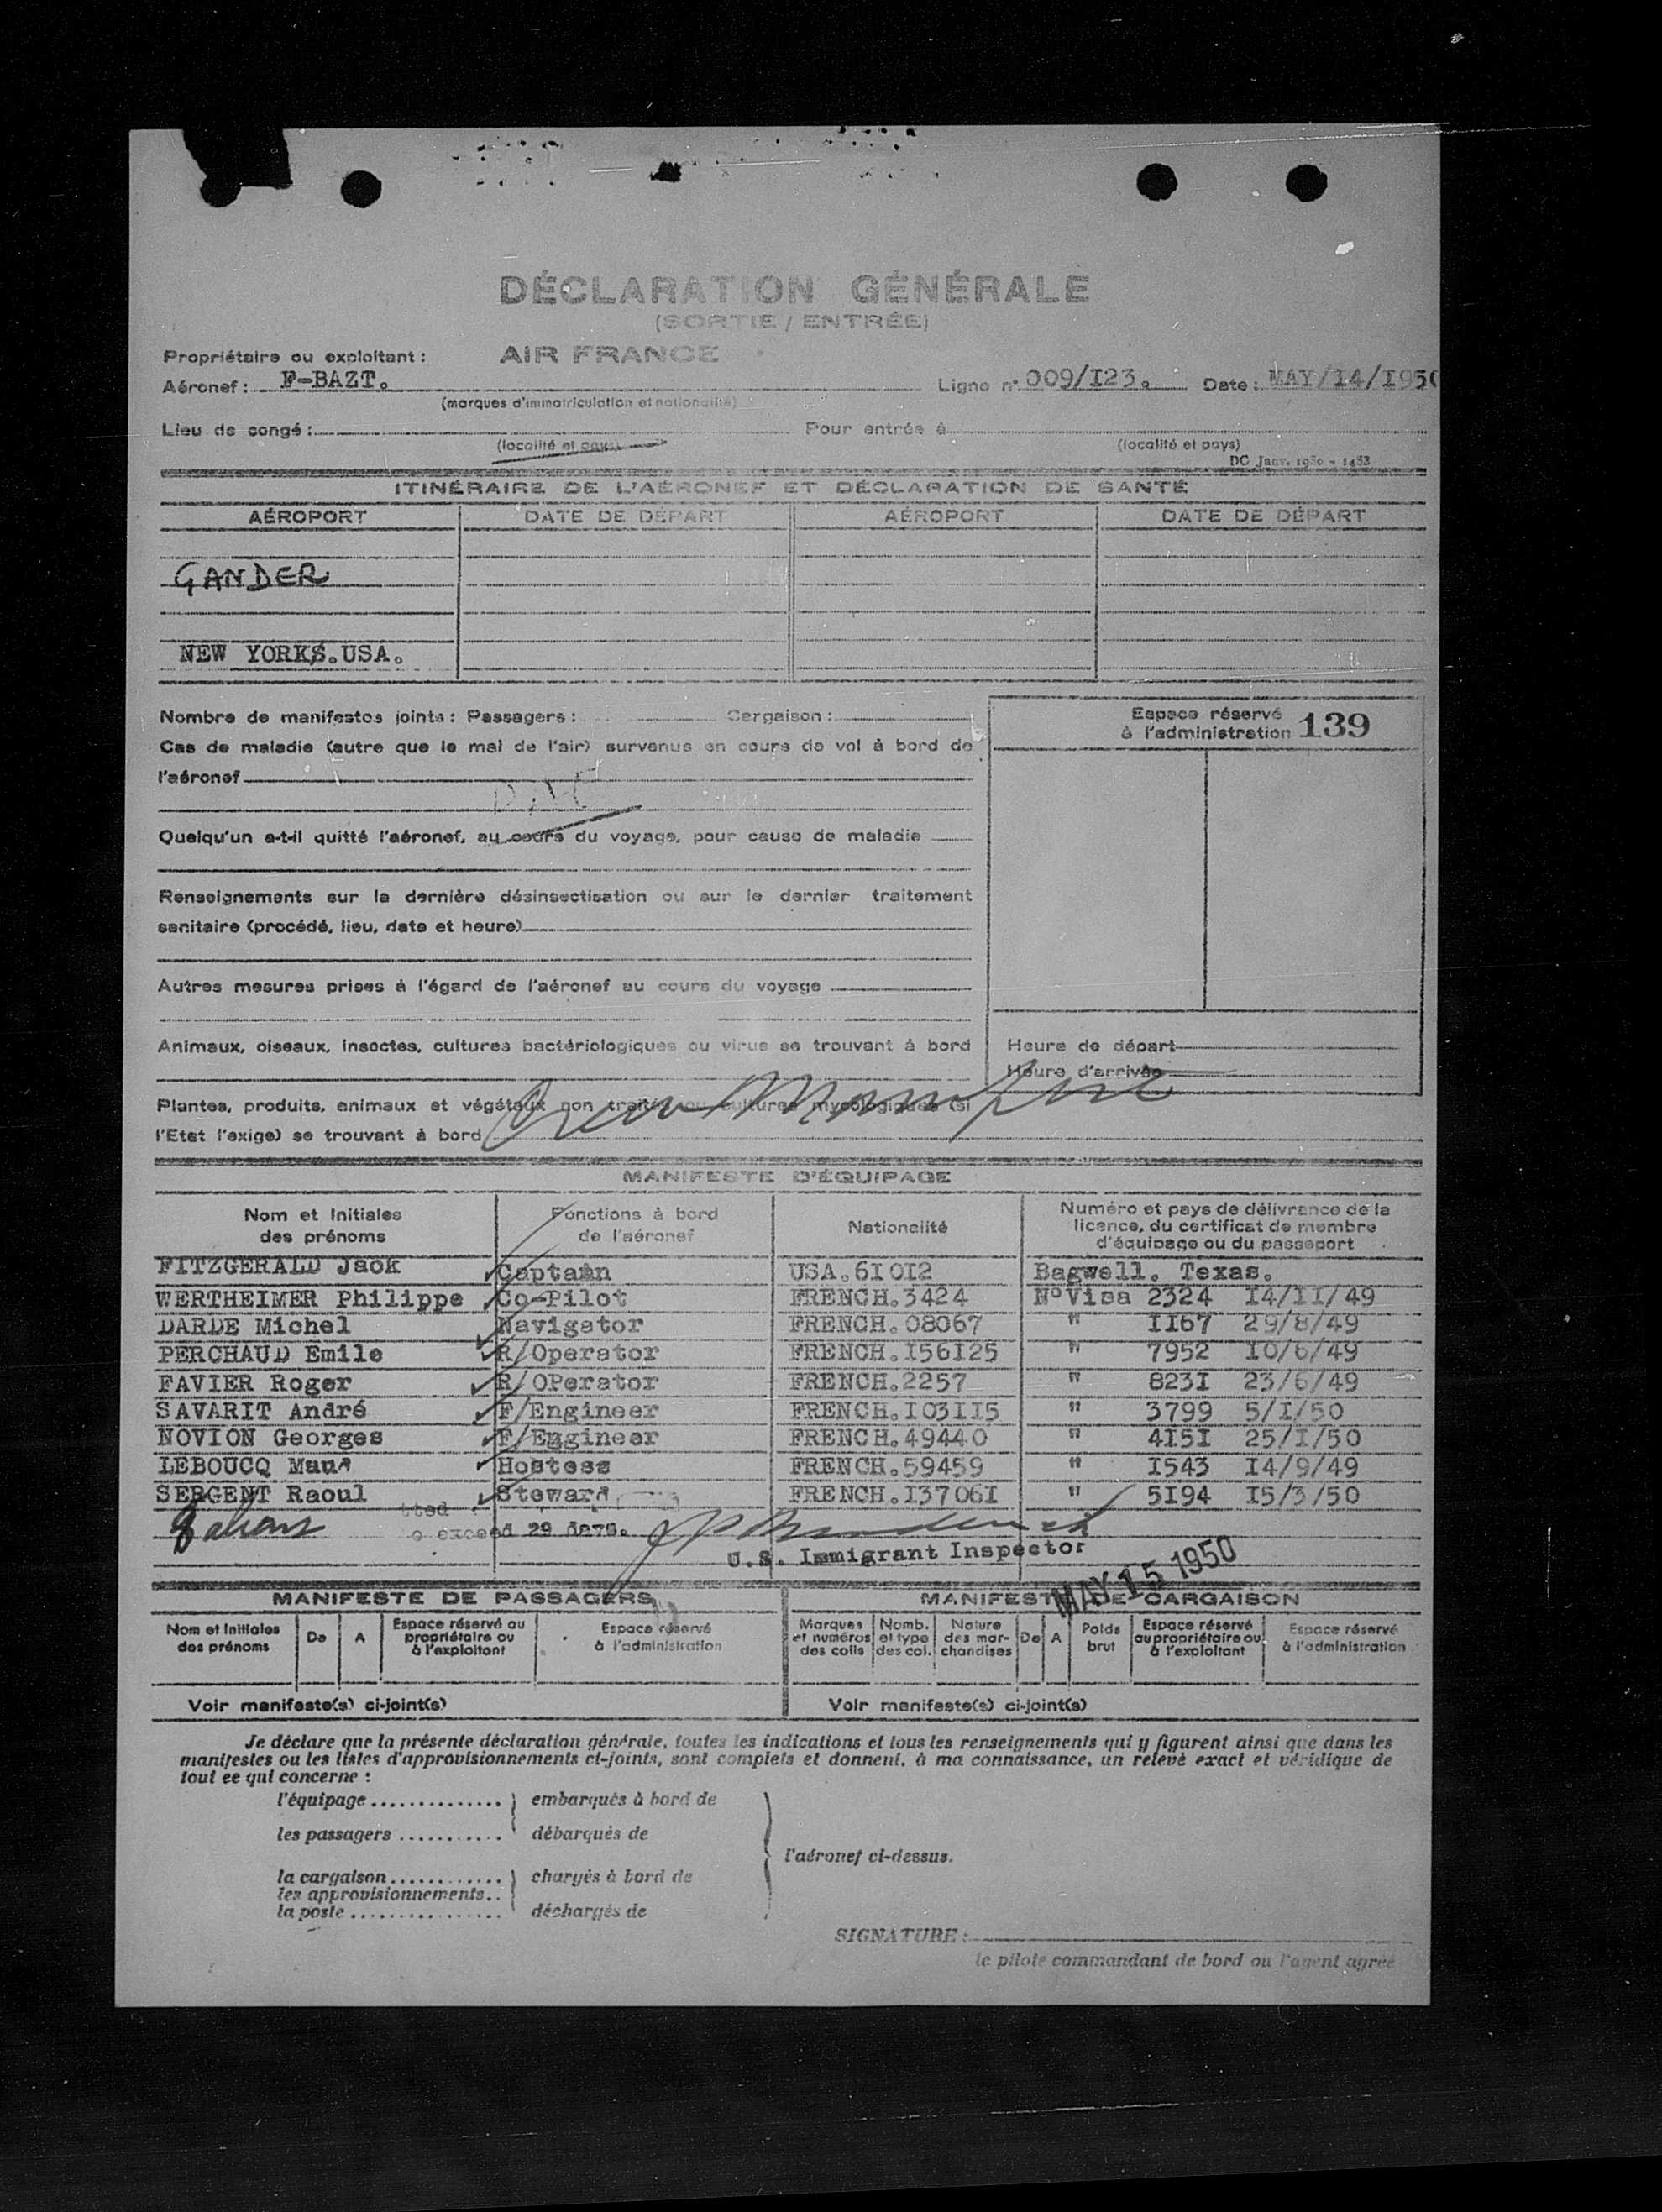 DÉCLARATION GÉNÉRALE
(SORTIE / ENTRÉE)
Propriétaire ou exploitant : AIR FRANCE
Aéronef : F-BAZT. Ligne n° 009/I23. Date : MAY/I4/I950
(marques d'immatriculation et nationalité)
Lieu de congé : Pour entrée à
(localité et pays) (localité et pays)
DC Janv. 1950 - 1453
ITINÉRAIRE DE L'AÉRONEF ET DÉCLARATION DE SANTÉ
AÉROPORT DATE DE DÉPART AÉROPORT DATE DE DÉPART
GANDER
NEW YORKS.USA.
Nombre de manifestes joints : Passagers : Cargaison :
Espace réservé à l'administration 139
Cas de maladie (autre que le mal de l'air) survenus en cours de vol à bord de
l'aéronef
Quelqu'un a-t-il quitté l'aéronef, au cours du voyage, pour cause de maladie
Renseignements sur la dernière désinsectisation ou sur le dernier traitement
sanitaire (procédé, lieu, date et heure)
Autres mesures prises à l'égard de l'aéronef au cours du voyage
Animaux, oiseaux, insectes, cultures bactériologiques ou virus se trouvant à bord
Heure de départ
Heure d'arrivée
Plantes, produits, animaux et végétaux non traités ou cultures mycologiques (si
l'Etat l'exige) se trouvant à bord
MANIFESTE D'ÉQUIPAGE
Nom et Initiales des prénoms Fonctions à bord de l'aéronef Nationalité Numéro et pays de délivrance de la licence, du certificat de membre d'équipage ou du passeport
FITZGERALD Jack Captain USA.6I0I2 Bagwell. Texas.
WERTHEIMER Philippe Co-Pilot FRENCH.3424 N°Visa 2324 I4/II/49
DARDE Michel Navigator FRENCH.08067 " II67 29/8/49
PERCHAUD Emile R/Operator FRENCH.I56I25 " 7952 I0/6/49
FAVIER Roger R/OPerator FRENCH.2257 " 823I 23/6/49
SAVARIT André F/Engineer FRENCH.I03II5 " 3799 5/I/50
NOVION Georges F/Engineer FRENCH.49440 " 4I5I 25/I/50
LEBOUCQ Maud Hostess FRENCH.59459 " I543 I4/9/49
SERGENT Raoul Steward FRENCH.I3706I " 5I94 I5/3/50
8 aliens
exceed 29 days.
U.S. Immigrant Inspector
MAY 15 1950
MANIFESTE DE PASSAGERS MANIFESTE DE CARGAISON
Nom et Initiales des prénoms De A Espace réservé au propriétaire ou à l'exploitant Espace réservé à l'administration Marques et numéros des colis Nomb. et type des col. Nature des mar-chandises De A Poids brut Espace réservé au propriétaire ou à l'exploitant Espace réservé à l'administration
Voir manifeste(s) ci-joint(s) Voir manifeste(s) ci-joint(s)
Je déclare que la présente déclaration générale, toutes les indications et tous les renseignements qui y figurent ainsi que dans les
manifestes ou les listes d'approvisionnements ci-joints, sont complets et donnent, à ma connaissance, un relevé exact et véridique de
tout ce qui concerne :
l'équipage .............. embarqués à bord de
les passagers ........... débarqués de
l'aéronef ci-dessus.
la cargaison ............ chargés à bord de
les approvisionnements ..
la poste ................ déchargés de
SIGNATURE :
le pilote commandant de bord ou l'agent agréé